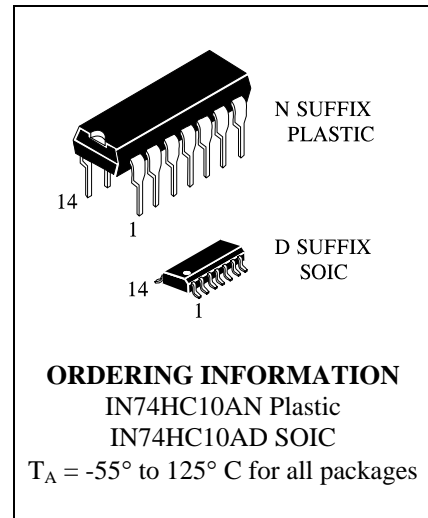 N SUFFIX
PLASTIC
14
1
D SUFFIX
SOIC
14
1
ORDERING INFORMATION
IN74HC10AN Plastic
IN74HC10AD SOIC
TA = -55° to 125° C for all packages